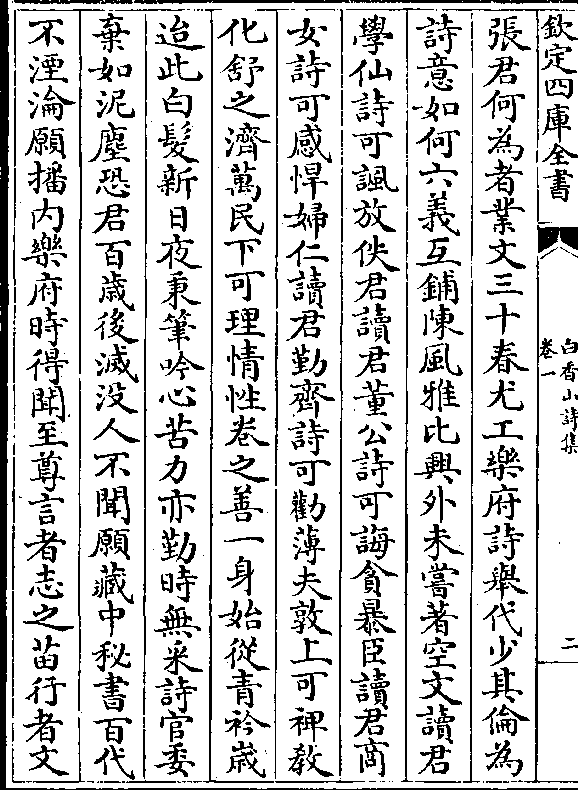 欽定四庫全書
白香山詩集
卷一
二
張君何為者業文三十春尤工樂府詩舉代少其倫為
詩意如何六義互鋪陳風雅比興外未嘗著空文讀君
學仙詩可諷放佚君讀君董公詩可誨貪暴臣讀君商
女詩可感悍婦仁讀君勤齊詩可勸薄夫敦上可裨教
化舒之濟萬民下可理情性卷之善一身始從青衿歲
迨此白髮新日夜秉筆吟心苦力亦勤時無采詩官委
棄如泥塵恐君百歲後滅没人不聞願藏中秘書百代
不湮淪願播内樂府時得聞至尊言者志之苗行者文